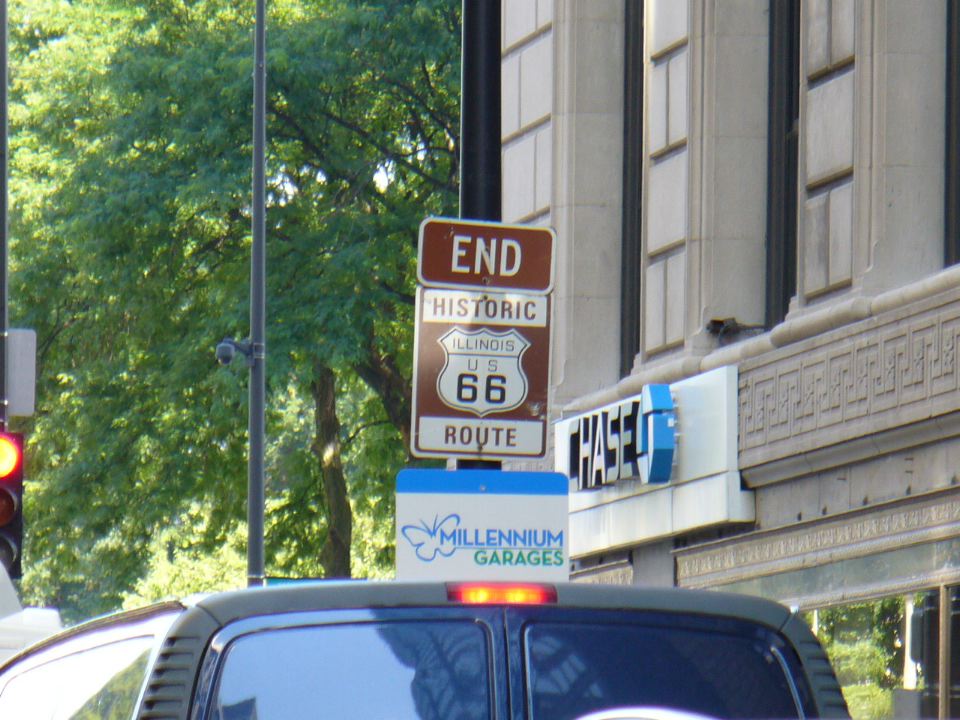 END
HISTORIC
ILLINOIS
US
66
ROUTE
CHASE
MILLENNIUM
GARAGES